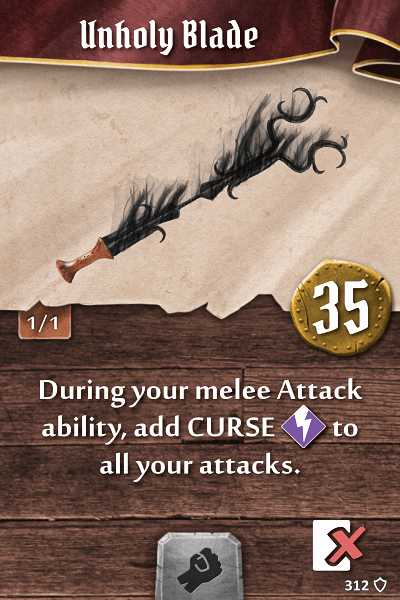 Unholy Blade
1/1
35
During your melee Attack
ability, add CURSE to
all your attacks.
312